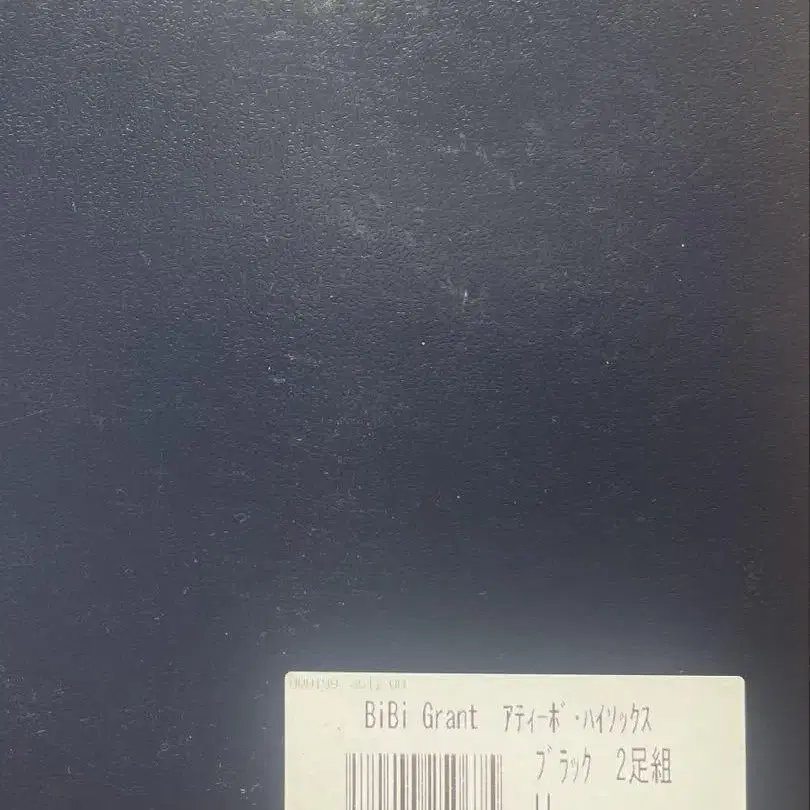 BiBi Grant ｱﾃｨｰﾎﾞ･ﾊｲｿｯｸｽ
ﾌﾞﾗｯｸ 2足組